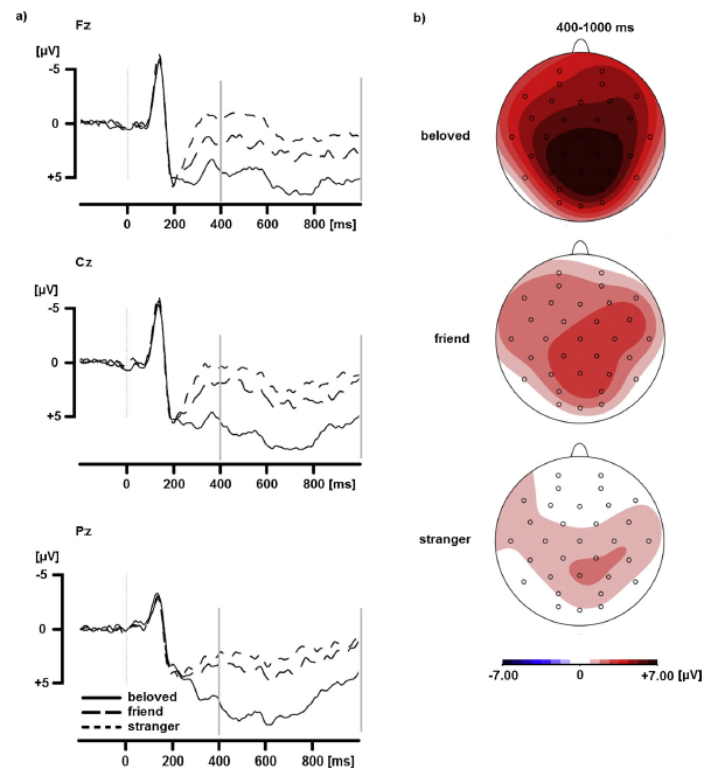 a)
Fz
[µV]
-5
0
+5
0 200 400 600 800 [ms]
Cz
[µV]
-5
0
+5
0 200 400 600 800 [ms]
Pz
[µV]
-5
0
+5
beloved
friend
stranger
0 200 400 600 800 [ms]
b)
400-1000 ms
beloved
friend
stranger
-7.00 0 +7.00 [µV]